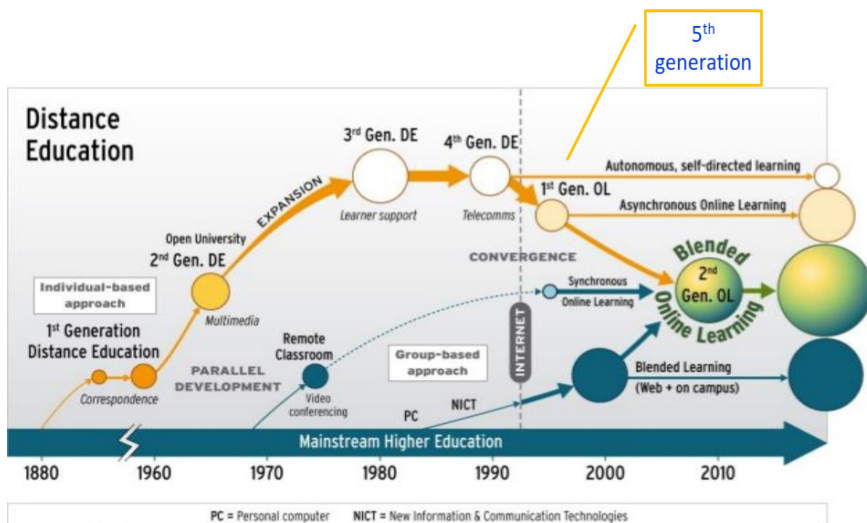 5th
generation
Distance
Education
3rd Gen. DE
4th Gen. DE
Autonomous, self-directed learning
1st Gen. OL
EXPANSION
Learner support
Telecomms
Asynchronous Online Learning
Open University
2nd Gen. DE
CONVERGENCE
Blended
Online Learning
2nd
Gen. OL
Individual-based
approach
Multimedia
Synchronous
Online Learning
1st Generation
Distance Education
Remote
Classroom
INTERNET
PARALLEL
DEVELOPMENT
Group-based
approach
Correspondence
Video
conferencing
PC
NICT
Blended Learning
(Web + on campus)
Mainstream Higher Education
1880 1960 1970 1980 1990 2000 2010
PC = Personal computer NICT = New Information & Communication Technologies